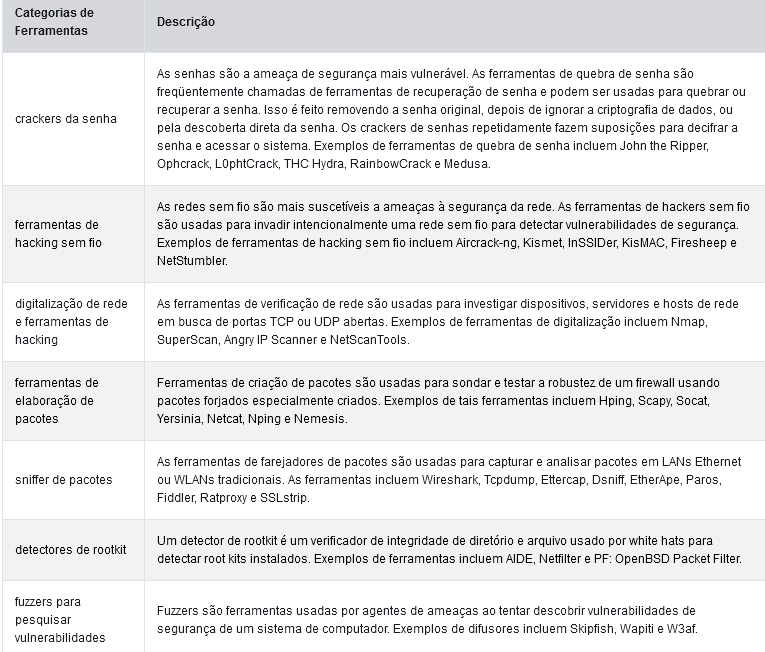 Categorias de
Ferramentas
Descrição
crackers da senha
As senhas são a ameaça de segurança mais vulnerável. As ferramentas de quebra de senha são
freqüentemente chamadas de ferramentas de recuperação de senha e podem ser usadas para quebrar ou
recuperar a senha. Isso é feito removendo a senha original, depois de ignorar a criptografia de dados, ou
pela descoberta direta da senha. Os crackers de senhas repetidamente fazem suposições para decifrar a
senha e acessar o sistema. Exemplos de ferramentas de quebra de senha incluem John the Ripper,
Ophcrack, L0phtCrack, THC Hydra, RainbowCrack e Medusa.
ferramentas de
hacking sem fio
As redes sem fio são mais suscetíveis a ameaças à segurança da rede. As ferramentas de hackers sem fio
são usadas para invadir intencionalmente uma rede sem fio para detectar vulnerabilidades de segurança.
Exemplos de ferramentas de hacking sem fio incluem Aircrack-ng, Kismet, InSSIDer, KisMAC, Firesheep e
NetStumbler.
digitalização de rede
e ferramentas de
hacking
As ferramentas de verificação de rede são usadas para investigar dispositivos, servidores e hosts de rede
em busca de portas TCP ou UDP abertas. Exemplos de ferramentas de digitalização incluem Nmap,
SuperScan, Angry IP Scanner e NetScanTools.
ferramentas de
elaboração de
pacotes
Ferramentas de criação de pacotes são usadas para sondar e testar a robustez de um firewall usando
pacotes forjados especialmente criados. Exemplos de tais ferramentas incluem Hping, Scapy, Socat,
Yersinia, Netcat, Nping e Nemesis.
sniffer de pacotes
As ferramentas de farejadores de pacotes são usadas para capturar e analisar pacotes em LANs Ethernet
ou WLANs tradicionais. As ferramentas incluem Wireshark, Tcpdump, Ettercap, Dsniff, EtherApe, Paros,
Fiddler, Ratproxy e SSLstrip.
detectores de rootkit
Um detector de rootkit é um verificador de integridade de diretório e arquivo usado por white hats para
detectar root kits instalados. Exemplos de ferramentas incluem AIDE, Netfilter e PF: OpenBSD Packet Filter.
fuzzers para
pesquisar
vulnerabilidades
Fuzzers são ferramentas usadas por agentes de ameaças ao tentar descobrir vulnerabilidades de
segurança de um sistema de computador. Exemplos de difusores incluem Skipfish, Wapiti e W3af.